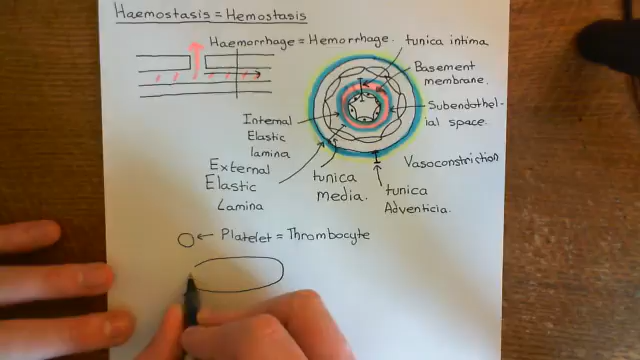 Haemostasis = Hemostasis
Haemorrhage = Hemorrhage.
tunica intima
Basement
membrane.
Subendothel-
ial space.
Internal
Elastic
lamina
External
Elastic
Lamina
tunica
media.
Vasoconstriction
tunica
Adventicia.
Platelet = Thrombocyte